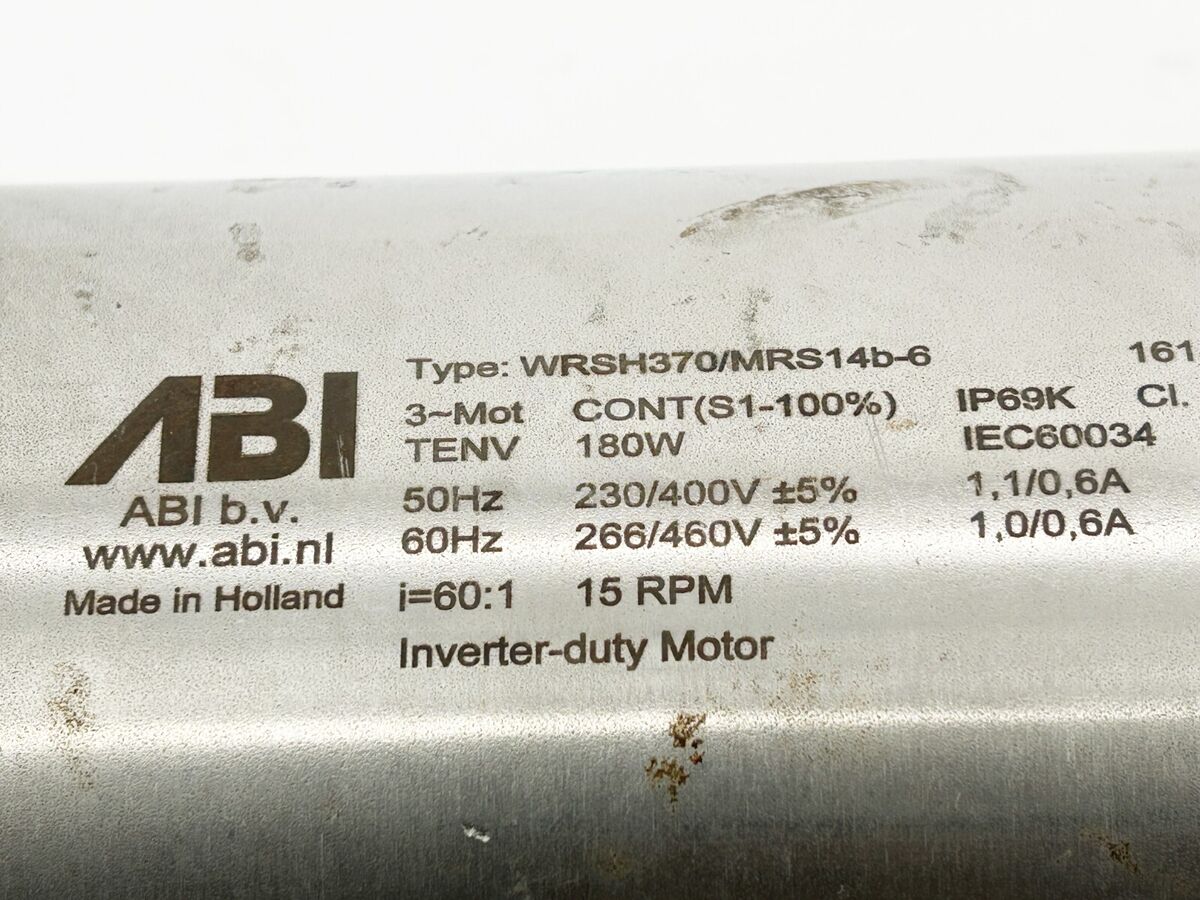 ABI
ABI b.v.
www.abi.nl
Made in Holland
Type: WRSH370/MRS14b-6 161
3~Mot CONT(S1-100%) IP69K Cl.
TENV 180W IEC60034
50Hz 230/400V ±5% 1,1/0,6A
60Hz 266/460V ±5% 1,0/0,6A
i=60:1 15 RPM
Inverter-duty Motor